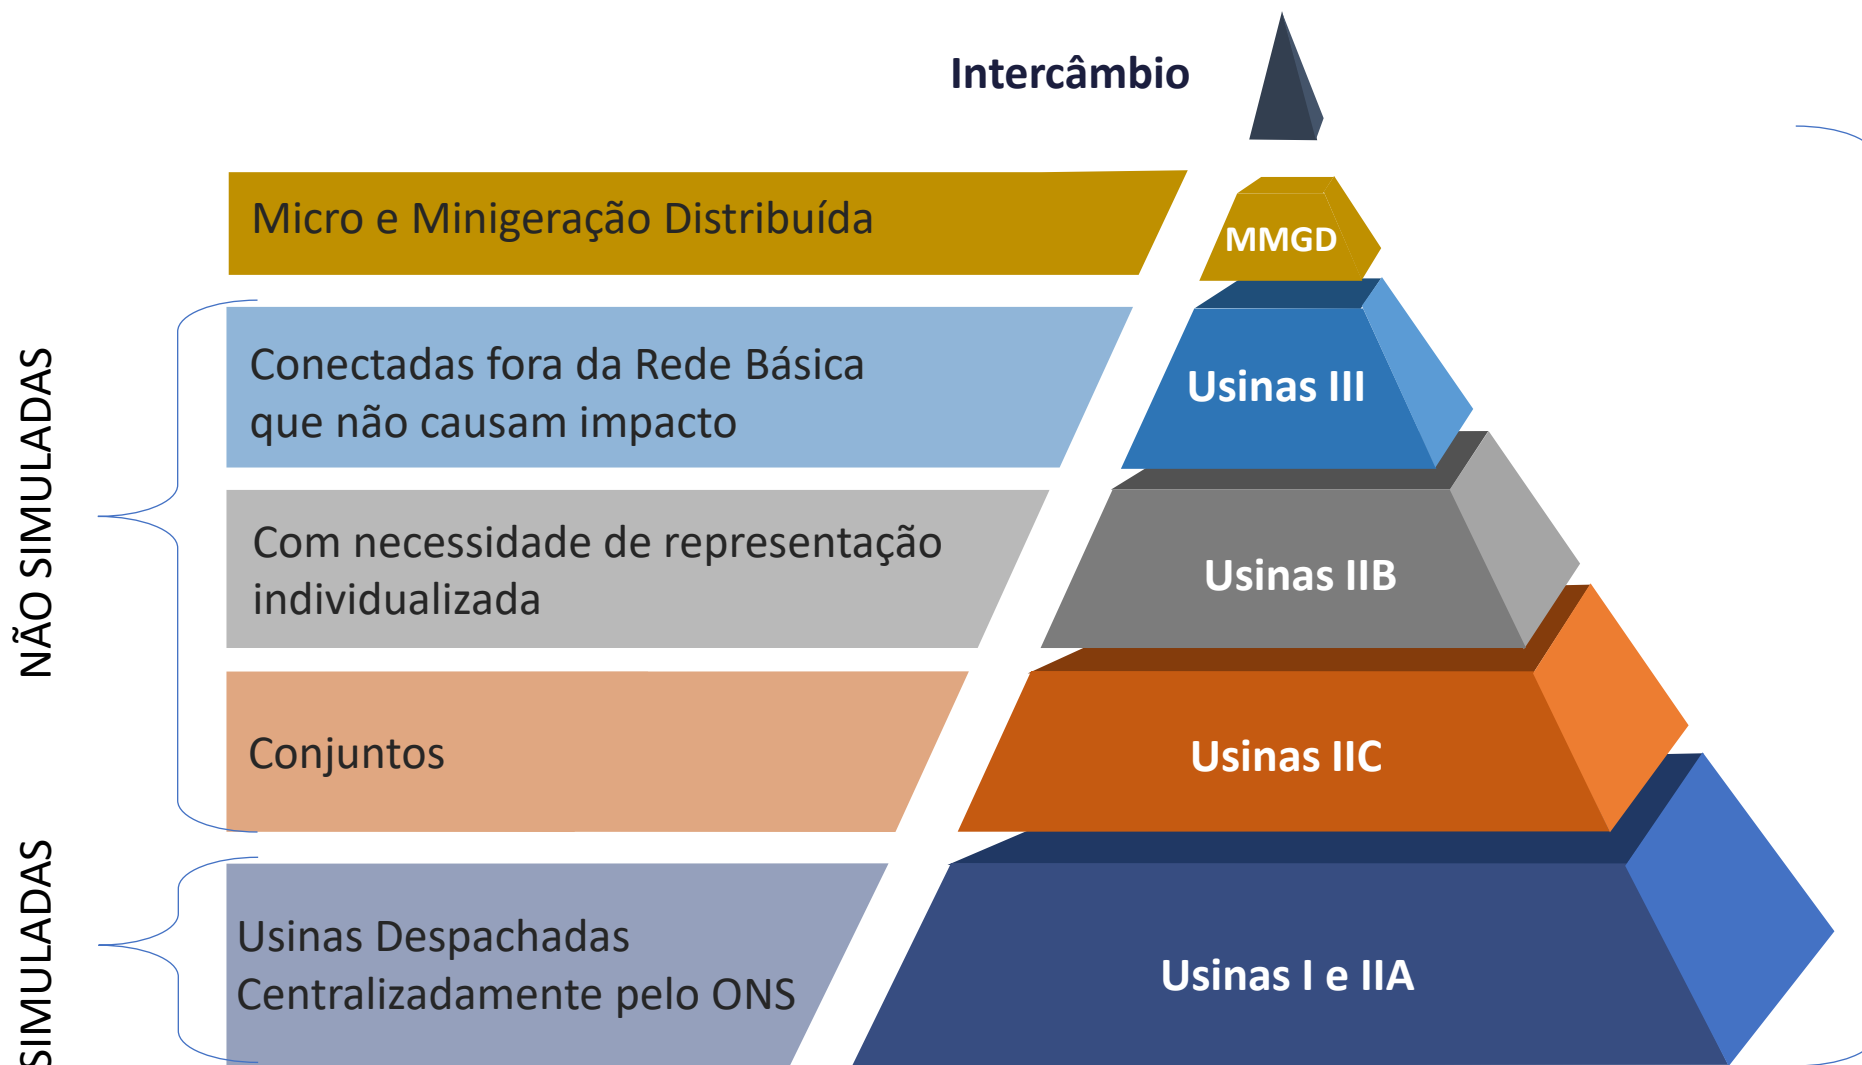 Intercâmbio
Micro e Minigeração Distribuída
MMGD
NÃO SIMULADAS
Conectadas fora da Rede Básica
que não causam impacto
Usinas III
Com necessidade de representação
individualizada
Usinas IIB
Conjuntos
Usinas IIC
SIMULADAS
Usinas Despachadas
Centralizadamente pelo ONS
Usinas I e IIA